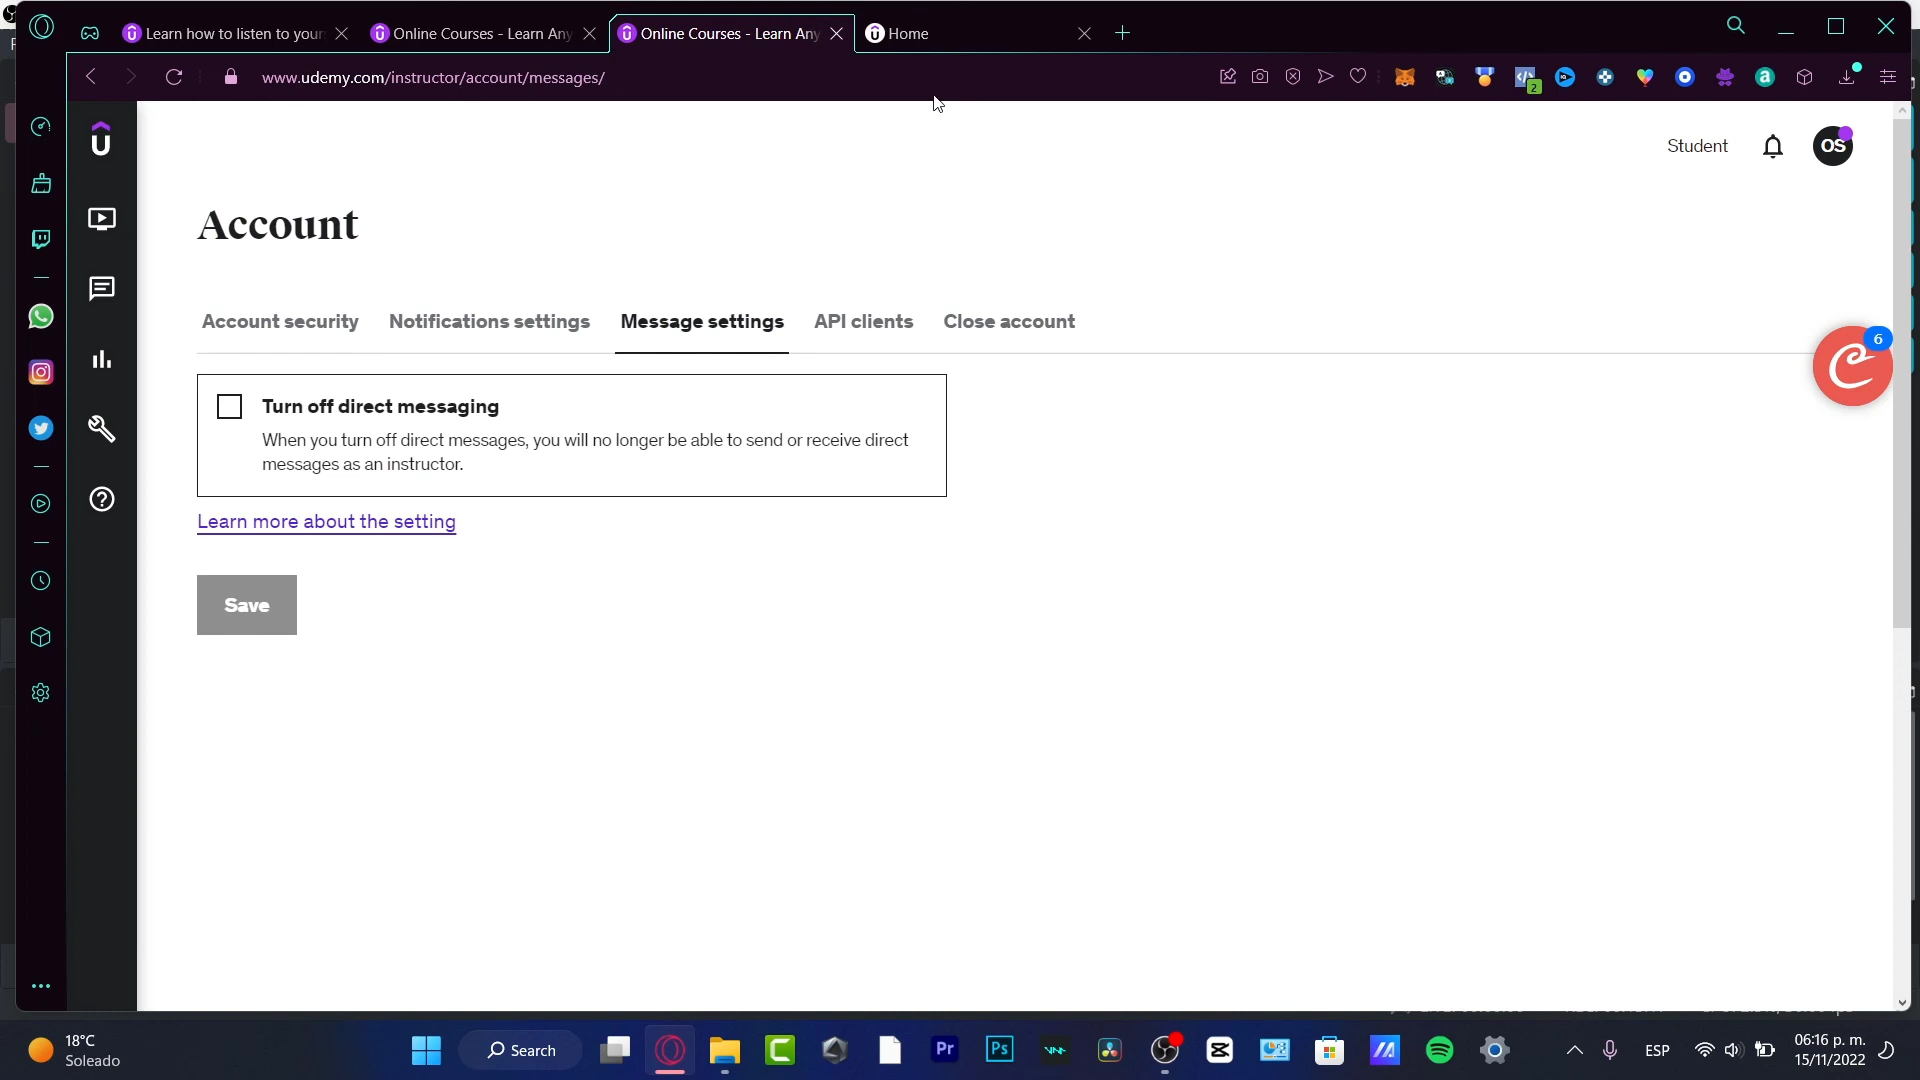 Learn how to listen to your
Online Courses - Learn Any
Online Courses - Learn Any
Home
www.udemy.com/instructor/account/messages/
2
Student
OS
Account
Account security
Notifications settings
Message settings
API clients
Close account
6
Turn off direct messaging
When you turn off direct messages, you will no longer be able to send or receive direct
messages as an instructor.
Learn more about the setting
Save
18°C
Soleado
Search
Pr
Ps
ESP
06:16 p. m.
15/11/2022